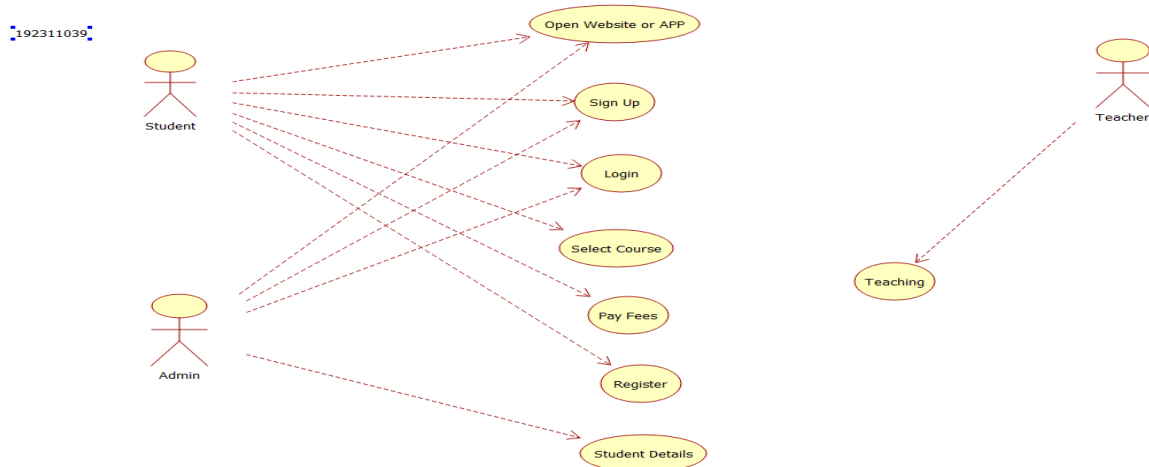 192311039
Open Website or APP
Student
Sign Up
Teacher
Login
Select Course
Teaching
Pay Fees
Admin
Register
Student Details